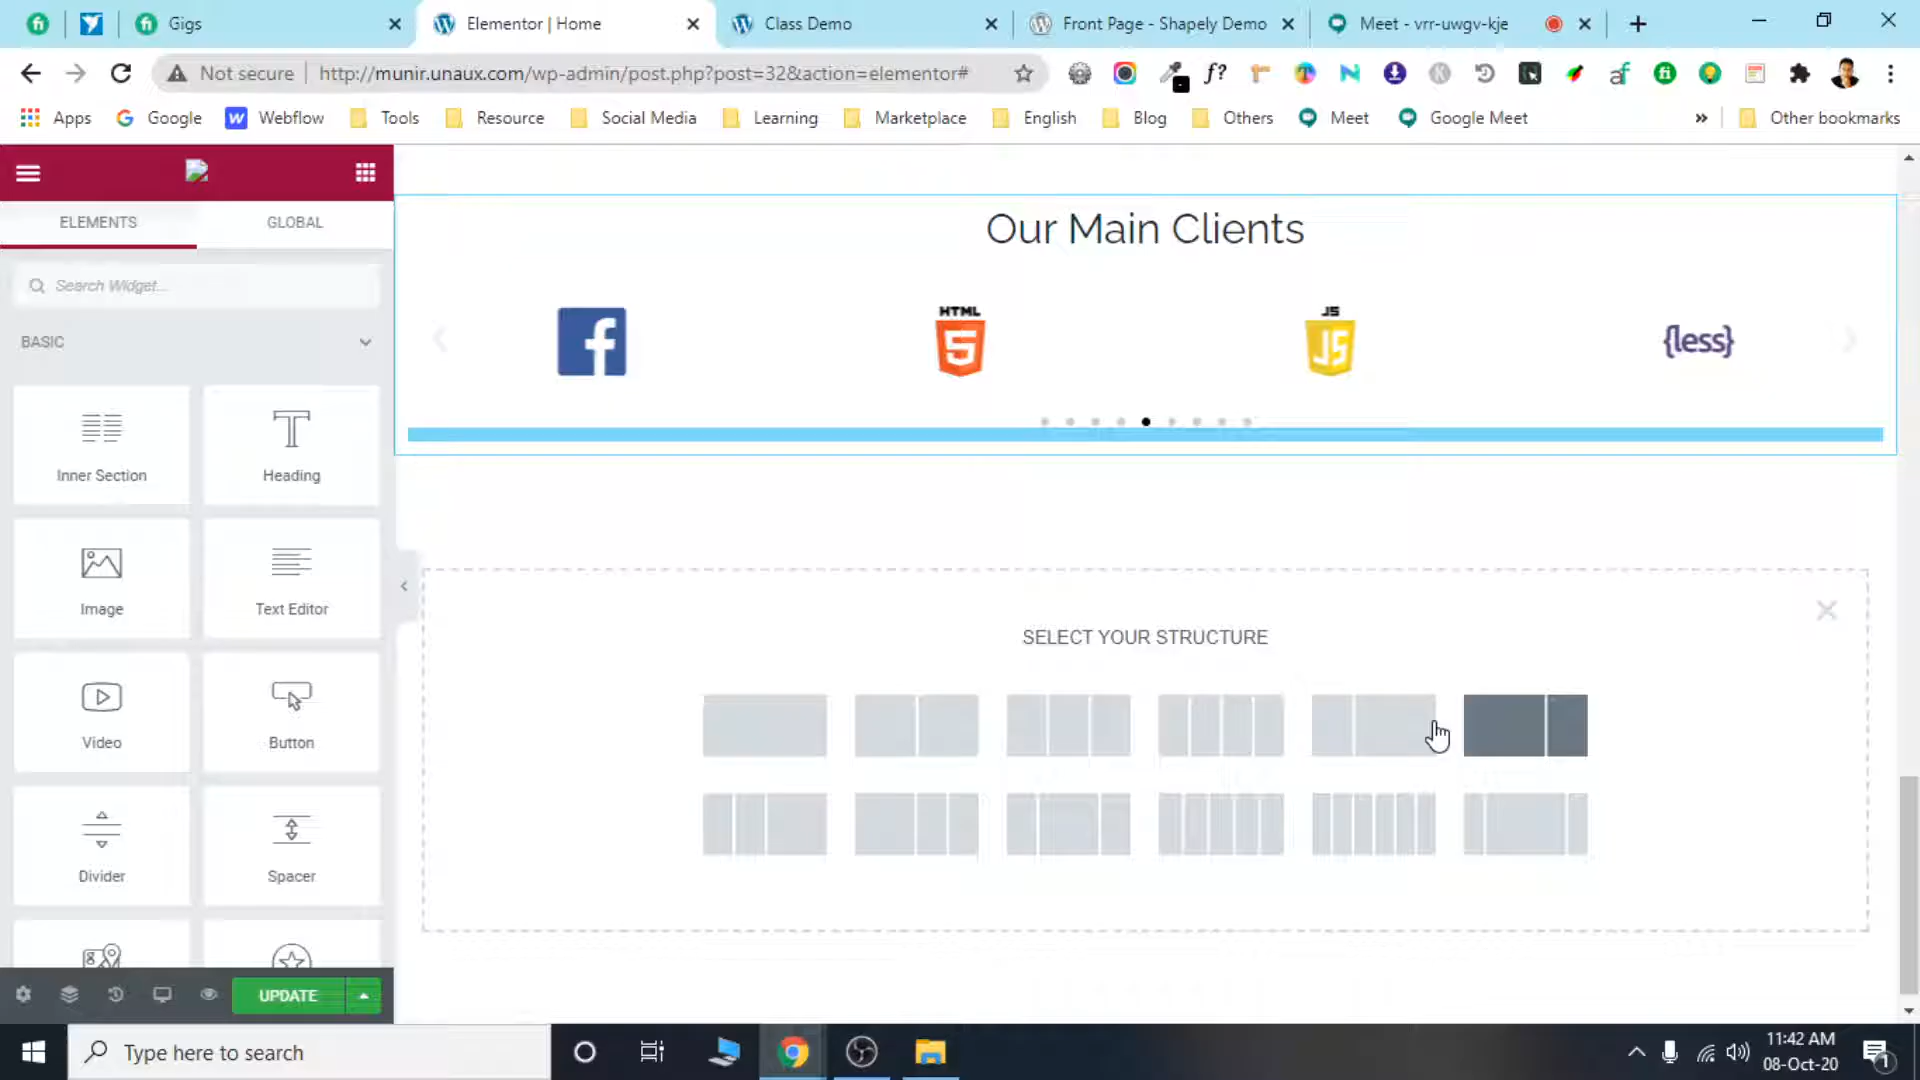 Gigs
Elementor | Home
Class Demo
Front Page - Shapely Demo
Meet - vrr-uwgv-kje
Not secure
http://munir.unaux.com/wp-admin/post.php?post=32&action=elementor#
f?
af
Apps
Google
Webflow
Tools
Resource
Social Media
Learning
Marketplace
English
Blog
Others
Meet
Google Meet
»
Other bookmarks
ELEMENTS
GLOBAL
Search Widget...
BASIC
Inner Section
Heading
Image
Text Editor
Video
Button
Divider
Spacer
UPDATE
Our Main Clients
HTML
5
JS
JS
{less}
SELECT YOUR STRUCTURE
Type here to search
11:42 AM
08-Oct-20
1